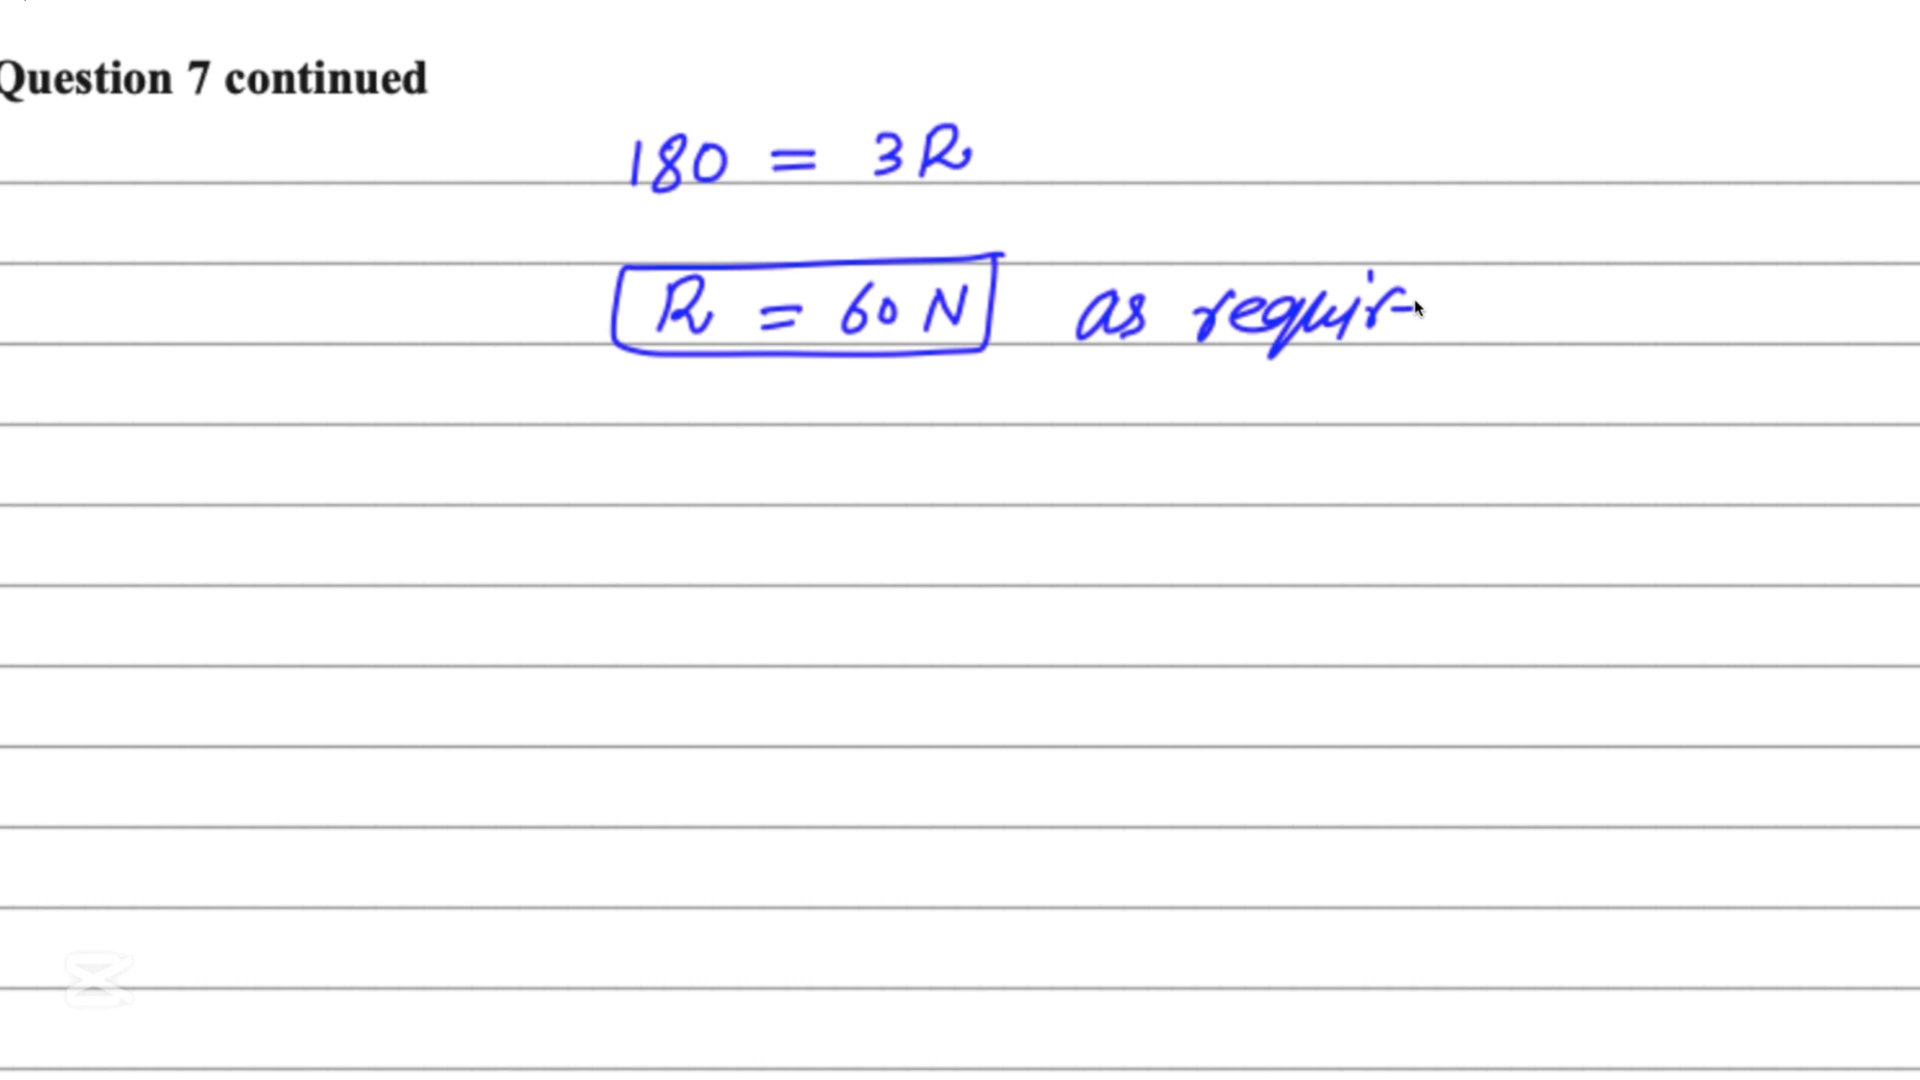 Question 7 continued
180 = 3R
R = 60 N as requir